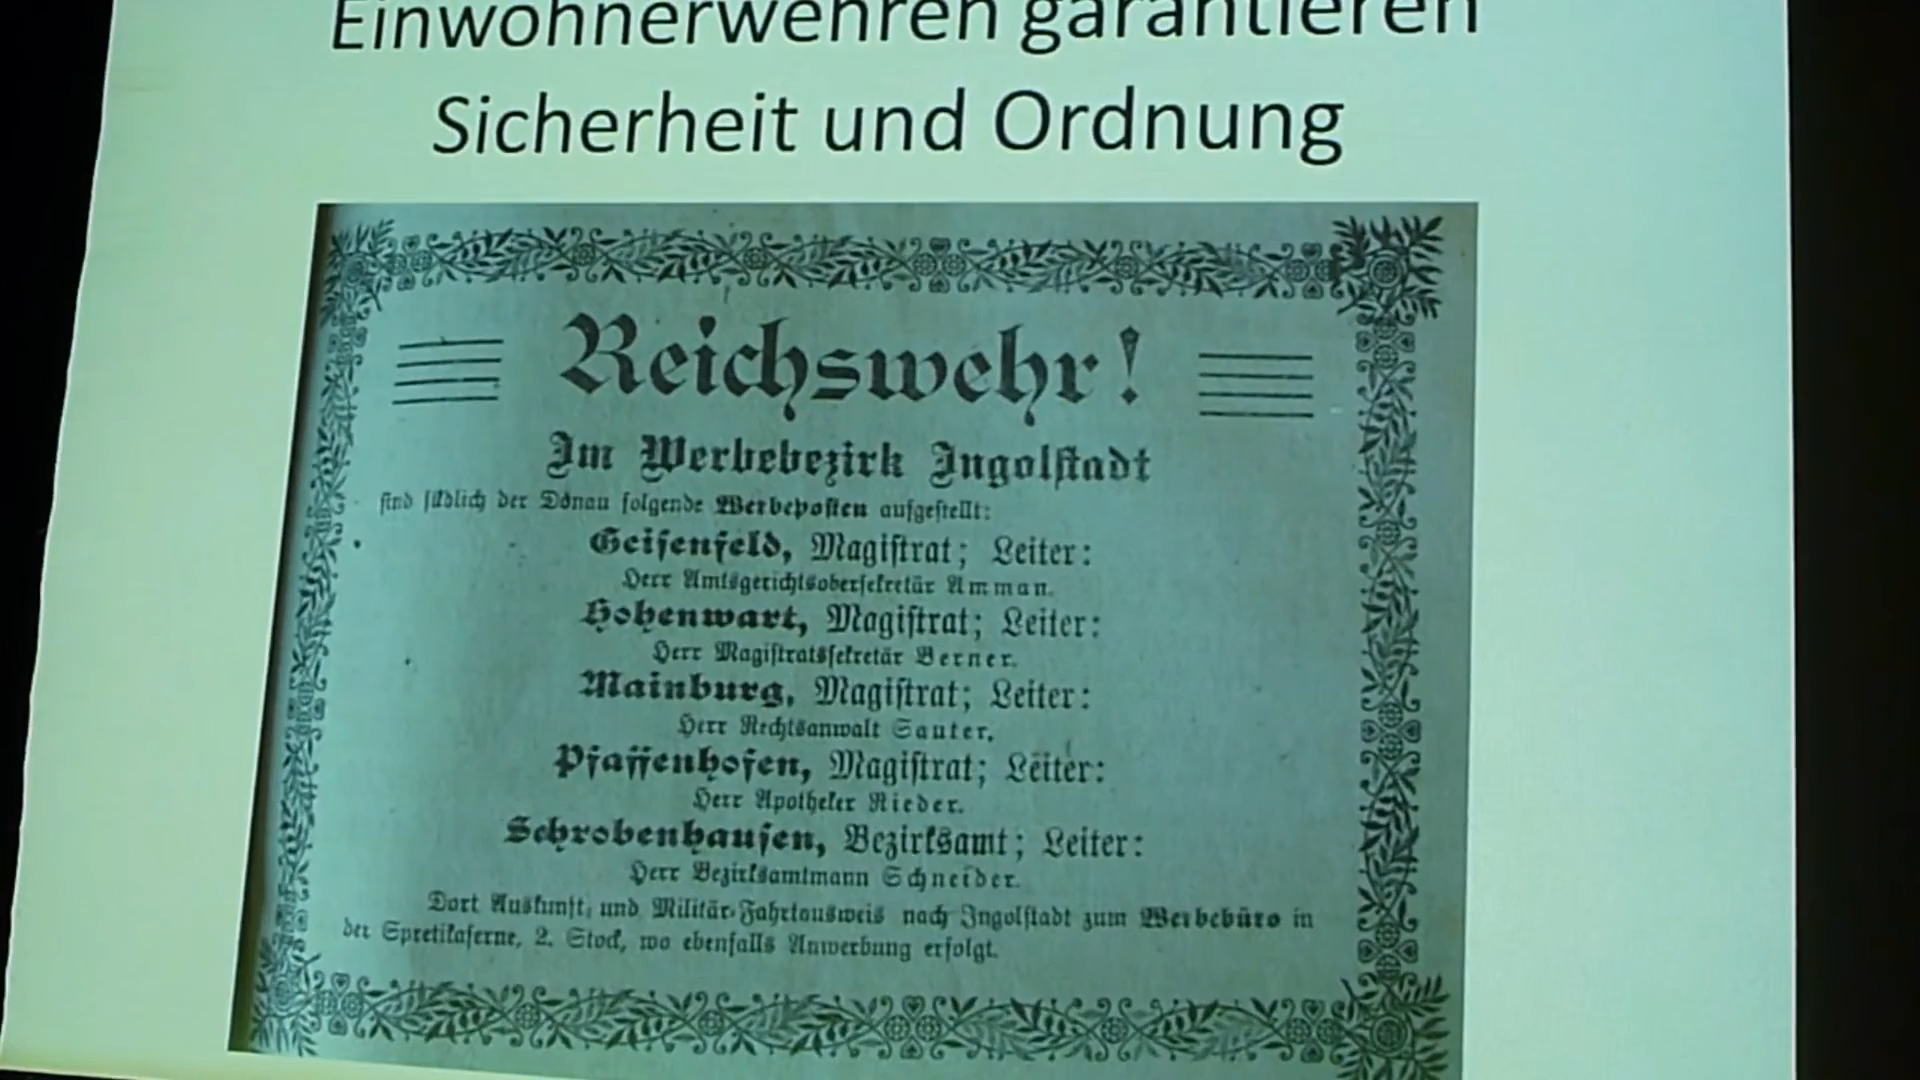 Einwohnerwehren garantieren
Sicherheit und Ordnung
Reichswehr!
Im Werbebezirk Ingolstadt
sind südlich der Donau folgende Werbeposten aufgestellt:
Geisenfeld, Magistrat; Leiter:
Herr Amtsgerichtsobersekretär Amman.
Hohenwart, Magistrat; Leiter:
Herr Magistratssekretär Berner.
Mainburg, Magistrat; Leiter:
Herr Rechtsanwalt Sauter.
Pfaffenhofen, Magistrat; Leiter:
Herr Apotheker Rieder.
Schrobenhausen, Bezirksamt; Leiter:
Herr Bezirksamtmann Schneider.
Dort Auskunft, und Militär-Fahrtausweis nach Ingolstadt zum Werbebüro in
der Spretikaserne, 2. Stock, wo ebenfalls Anwerbung erfolgt.